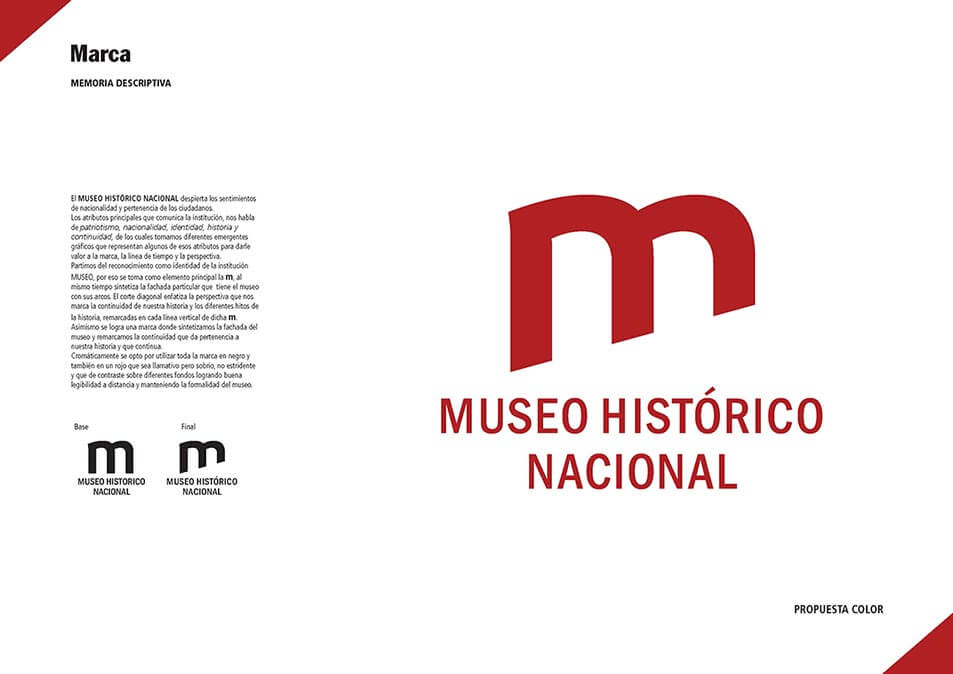 Marca
MEMORIA DESCRIPTIVA
El MUSEO HISTÓRICO NACIONAL despierta los sentimientos
de nacionalidad y pertenencia de los ciudadanos.
Los atributos principales que comunica la institución, nos habla
de patriotismo, nacionalidad, identidad, historia y
continuidad, de los cuales tomamos diferentes emergentes
gráficos que representan algunos de esos atributos para darle
valor a la marca, la línea de tiempo y la perspectiva.
Partimos del reconocimiento como identidad de la institución
MUSEO, por eso se toma como elemento principal la m, al
mismo tiempo sintetiza la fachada particular que tiene el museo
con sus arcos. El corte diagonal enfatiza la perspectiva que nos
marca la continuidad de nuestra historia y los diferentes hitos de
la historia, remarcadas en cada línea vertical de dicha m.
Asimismo se logra una marca donde sintetizamos la fachada del
museo y remarcamos la continuidad que da pertenencia a
nuestra historia y que continua.
Cromáticamente se opto por utilizar toda la marca en negro y
también en un rojo que sea llamativo pero sobrio, no estridente
y que de contraste sobre diferentes fondos logrando buena
legibilidad a distancia y manteniendo la formalidad del museo.
Base
m
MUSEO HISTORICO
NACIONAL
Final
m
MUSEO HISTÓRICO
NACIONAL
m
MUSEO HISTÓRICO
NACIONAL
PROPUESTA COLOR